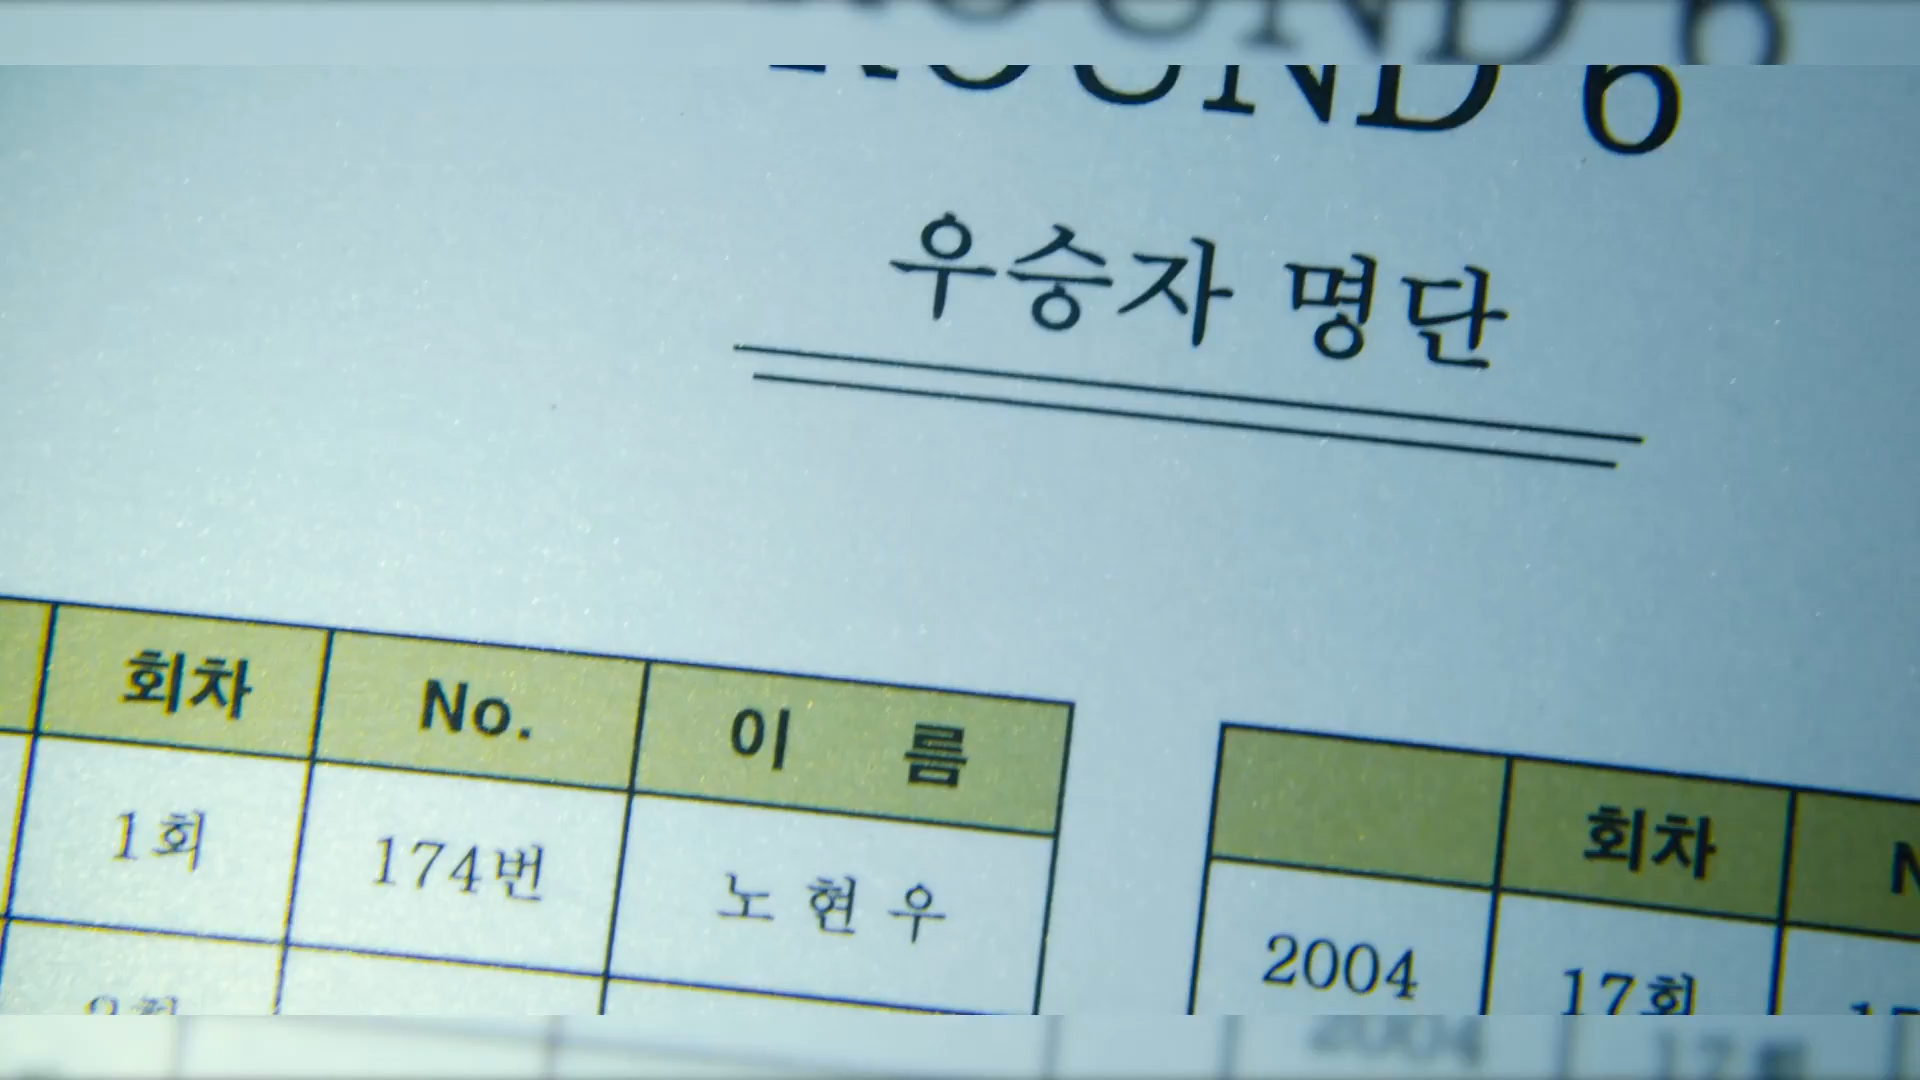 ROUND 6
우승자 명단
회차 No. 이 름
1회 174번 노 현 우
회차
2004 17회